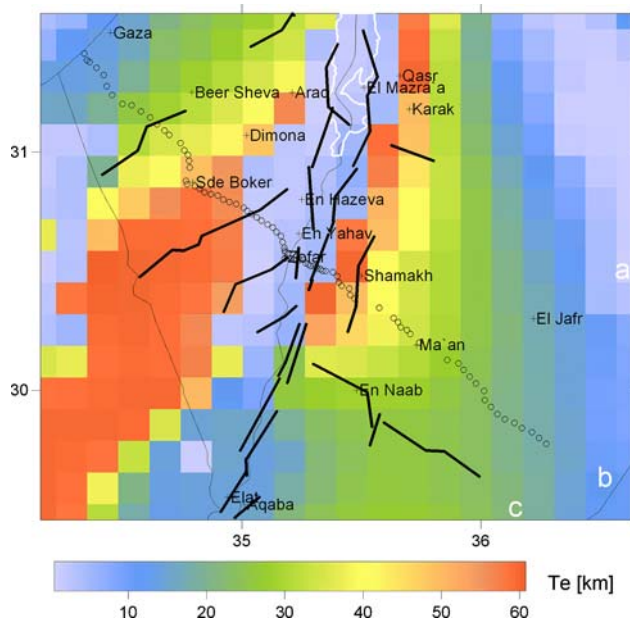 Gaza
Qasr
Beer Sheva
Arad
El Mazra`a
Karak
Dimona
31
Sde Boker
En Hazeva
En Yahav
Zofar
a
Shamakh
El Jafr
Ma`an
30
En Naab
b
Elat
Aqaba
c
35
36
Te [km]
10
20
30
40
50
60